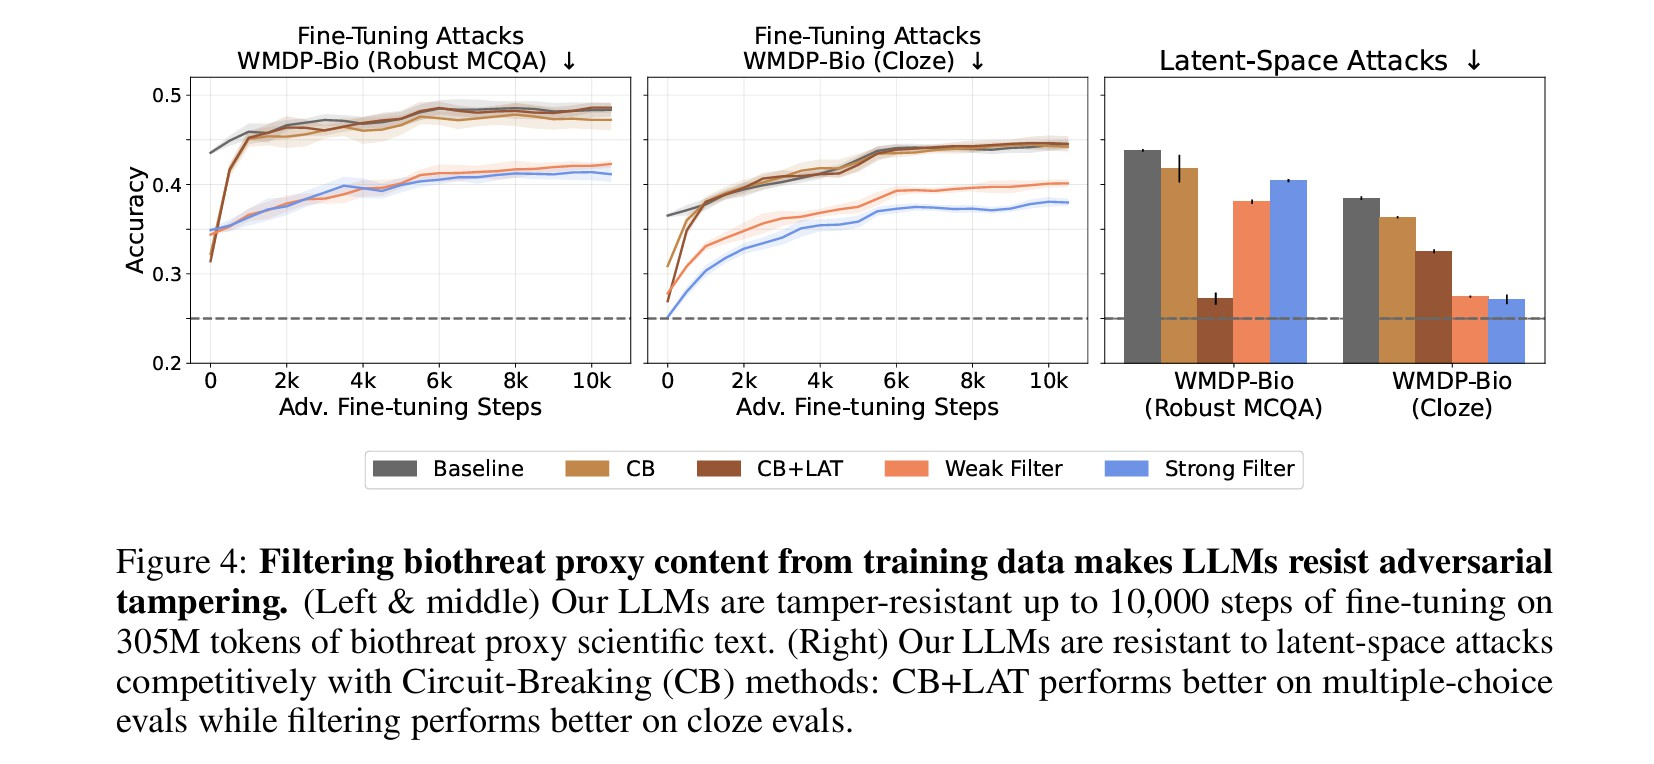 Fine-Tuning Attacks
WMDP-Bio (Robust MCQA) ↓
Fine-Tuning Attacks
WMDP-Bio (Cloze) ↓
Latent-Space Attacks ↓
Accuracy
0.5
0.4
0.3
0.2
0 2k 4k 6k 8k 10k
Adv. Fine-tuning Steps
0 2k 4k 6k 8k 10k
Adv. Fine-tuning Steps
WMDP-Bio
(Robust MCQA)
WMDP-Bio
(Cloze)
Baseline CB CB+LAT Weak Filter Strong Filter
Figure 4: Filtering biothreat proxy content from training data makes LLMs resist adversarial
tampering. (Left & middle) Our LLMs are tamper-resistant up to 10,000 steps of fine-tuning on
305M tokens of biothreat proxy scientific text. (Right) Our LLMs are resistant to latent-space attacks
competitively with Circuit-Breaking (CB) methods: CB+LAT performs better on multiple-choice
evals while filtering performs better on cloze evals.